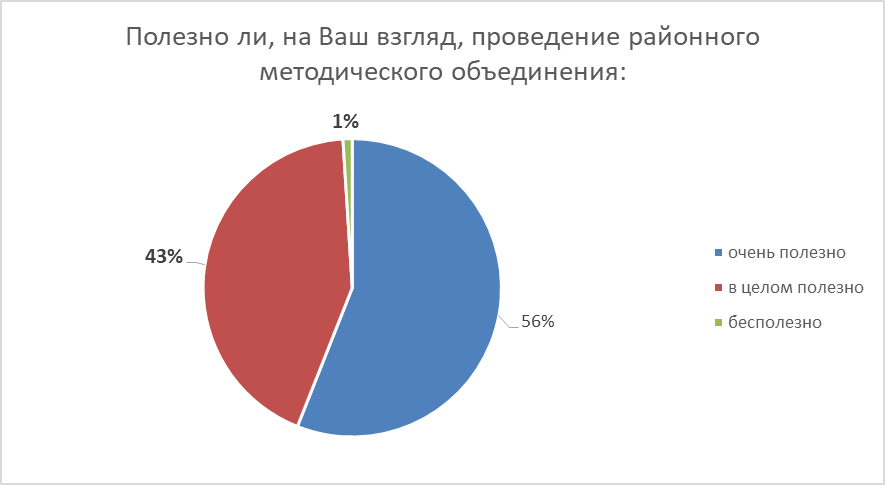 Полезно ли, на Ваш взгляд, проведение районного
методического объединения:
1%
43%
56%
очень полезно
в целом полезно
бесполезно